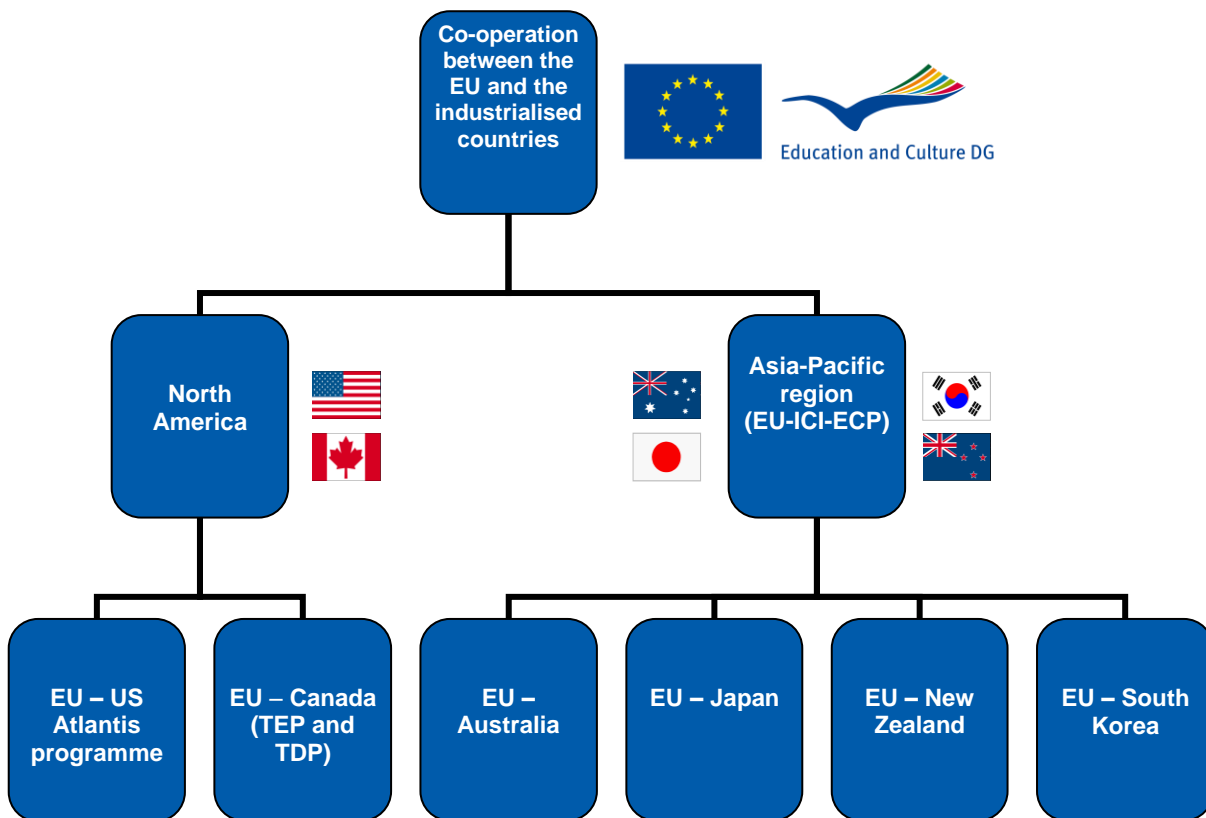 Co-operation
between the
EU and the
industrialised
countries
Education and Culture DG
North
America
Asia-Pacific
region
(EU-ICI-ECP)
EU – US
Atlantis
programme
EU – Canada
(TEP and
TDP)
EU –
Australia
EU – Japan
EU – New
Zealand
EU – South
Korea